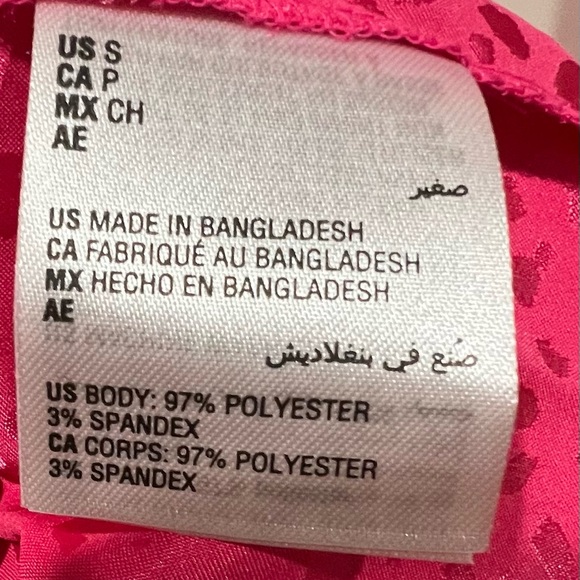 US S
CA P
MX CH
AE
صغير
US MADE IN BANGLADESH
CA FABRIQUÉ AU BANGLADESH
MX HECHO EN BANGLADESH
AE
صُنع في بنغلاديش
US BODY: 97% POLYESTER
3% SPANDEX
CA CORPS: 97% POLYESTER
3% SPANDEX